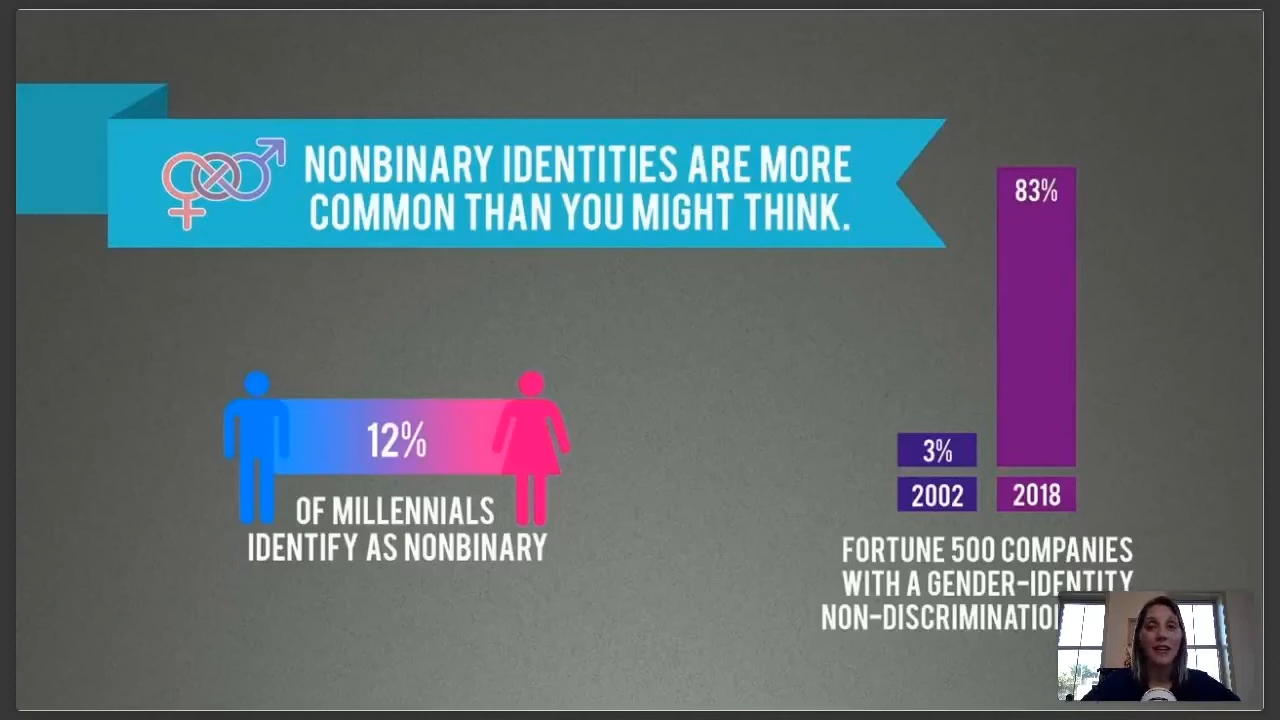 NONBINARY IDENTITIES ARE MORE
COMMON THAN YOU MIGHT THINK.
12%
OF MILLENNIALS
IDENTIFY AS NONBINARY
83%
3%
2002
2018
FORTUNE 500 COMPANIES
WITH A GENDER-IDENTITY